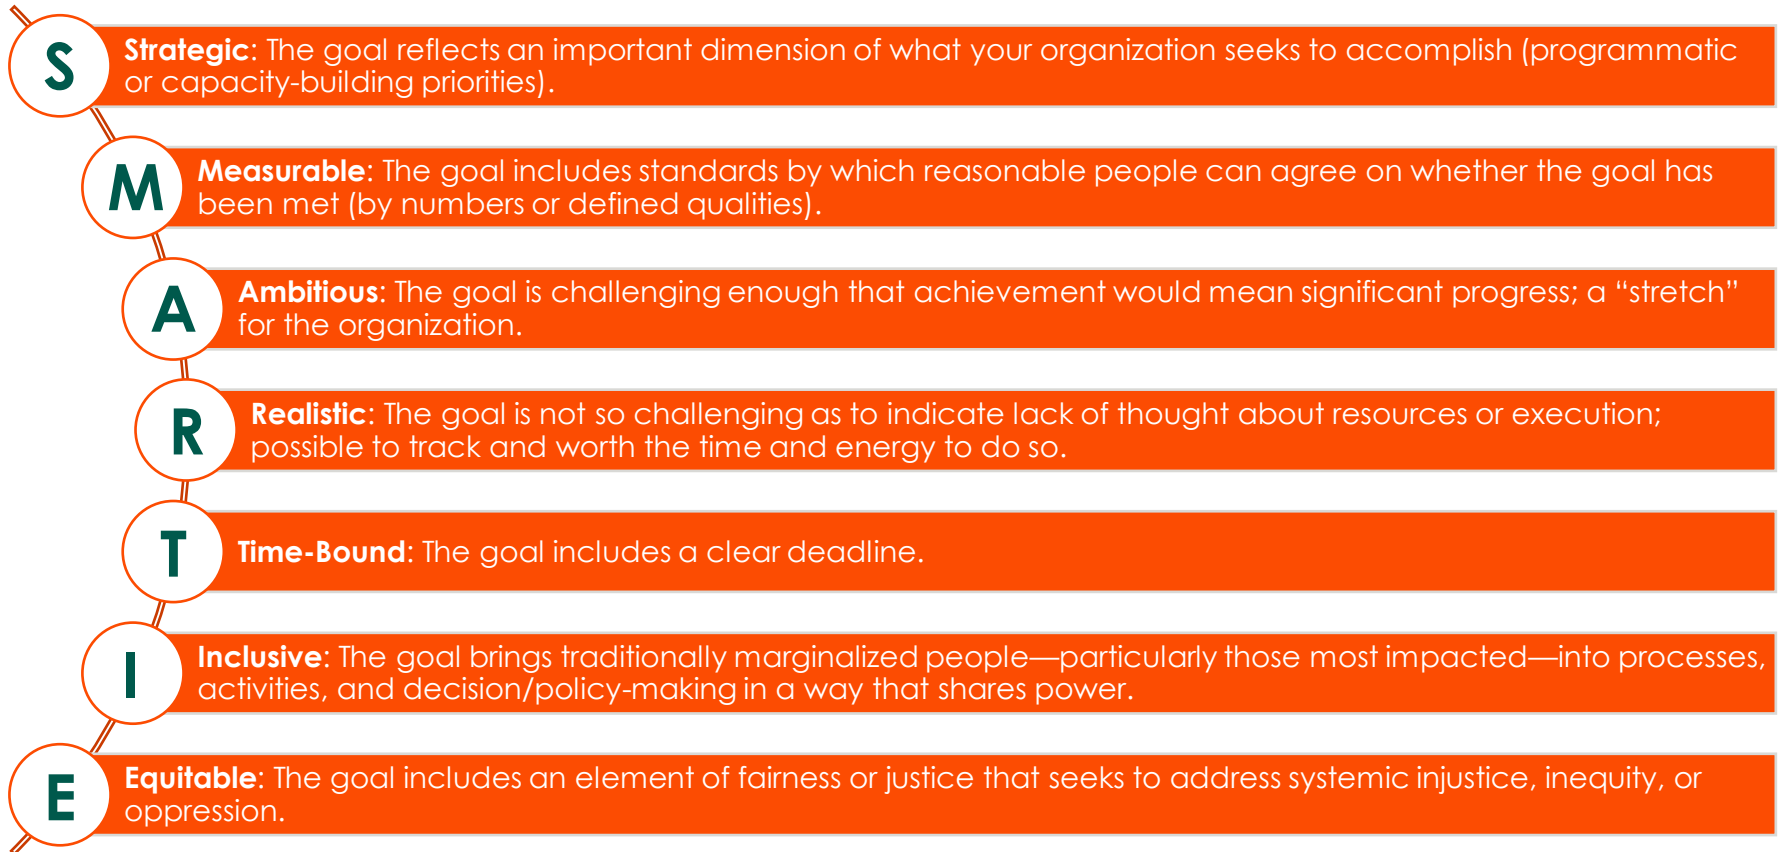 S
Strategic: The goal reflects an important dimension of what your organization seeks to accomplish (programmatic
or capacity-building priorities).
M
Measurable: The goal includes standards by which reasonable people can agree on whether the goal has
been met (by numbers or defined qualities).
A
Ambitious: The goal is challenging enough that achievement would mean significant progress; a “stretch”
for the organization.
R
Realistic: The goal is not so challenging as to indicate lack of thought about resources or execution;
possible to track and worth the time and energy to do so.
T
Time-Bound: The goal includes a clear deadline.
I
Inclusive: The goal brings traditionally marginalized people—particularly those most impacted—into processes,
activities, and decision/policy-making in a way that shares power.
E
Equitable: The goal includes an element of fairness or justice that seeks to address systemic injustice, inequity, or
oppression.